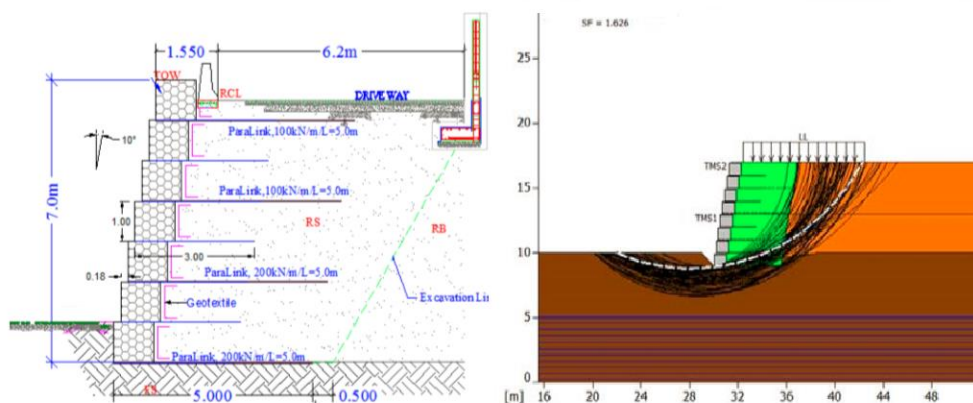 1.550
6.2m
TOW
RCL
DRIVEWAY
ParaLink,100kN/m/L=5.0m
10°
ParaLink,100kN/m/L=5.0m
7.0m
1.00
RS
RB
3.00
ParaLink, 200kN/m/L=5.0m
0.18
Geotextile
Excavation Li
ParaLink, 200kN/m/L=5.0m
5.000
0.500
SF = 1.626
25
20
15
10
5
0
LL
TMS2
TMS1
[m] 16 20 24 28 32 36 40 44 48